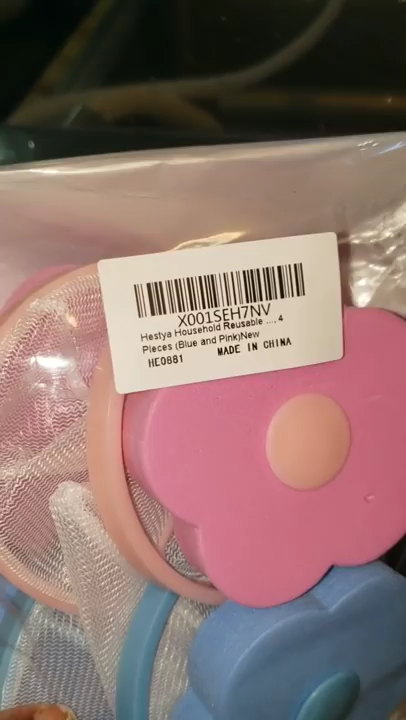 X001SEH7NV
Hestya Household Reusable ..., 4
Pieces (Blue and Pink)New
HE0881 MADE IN CHINA